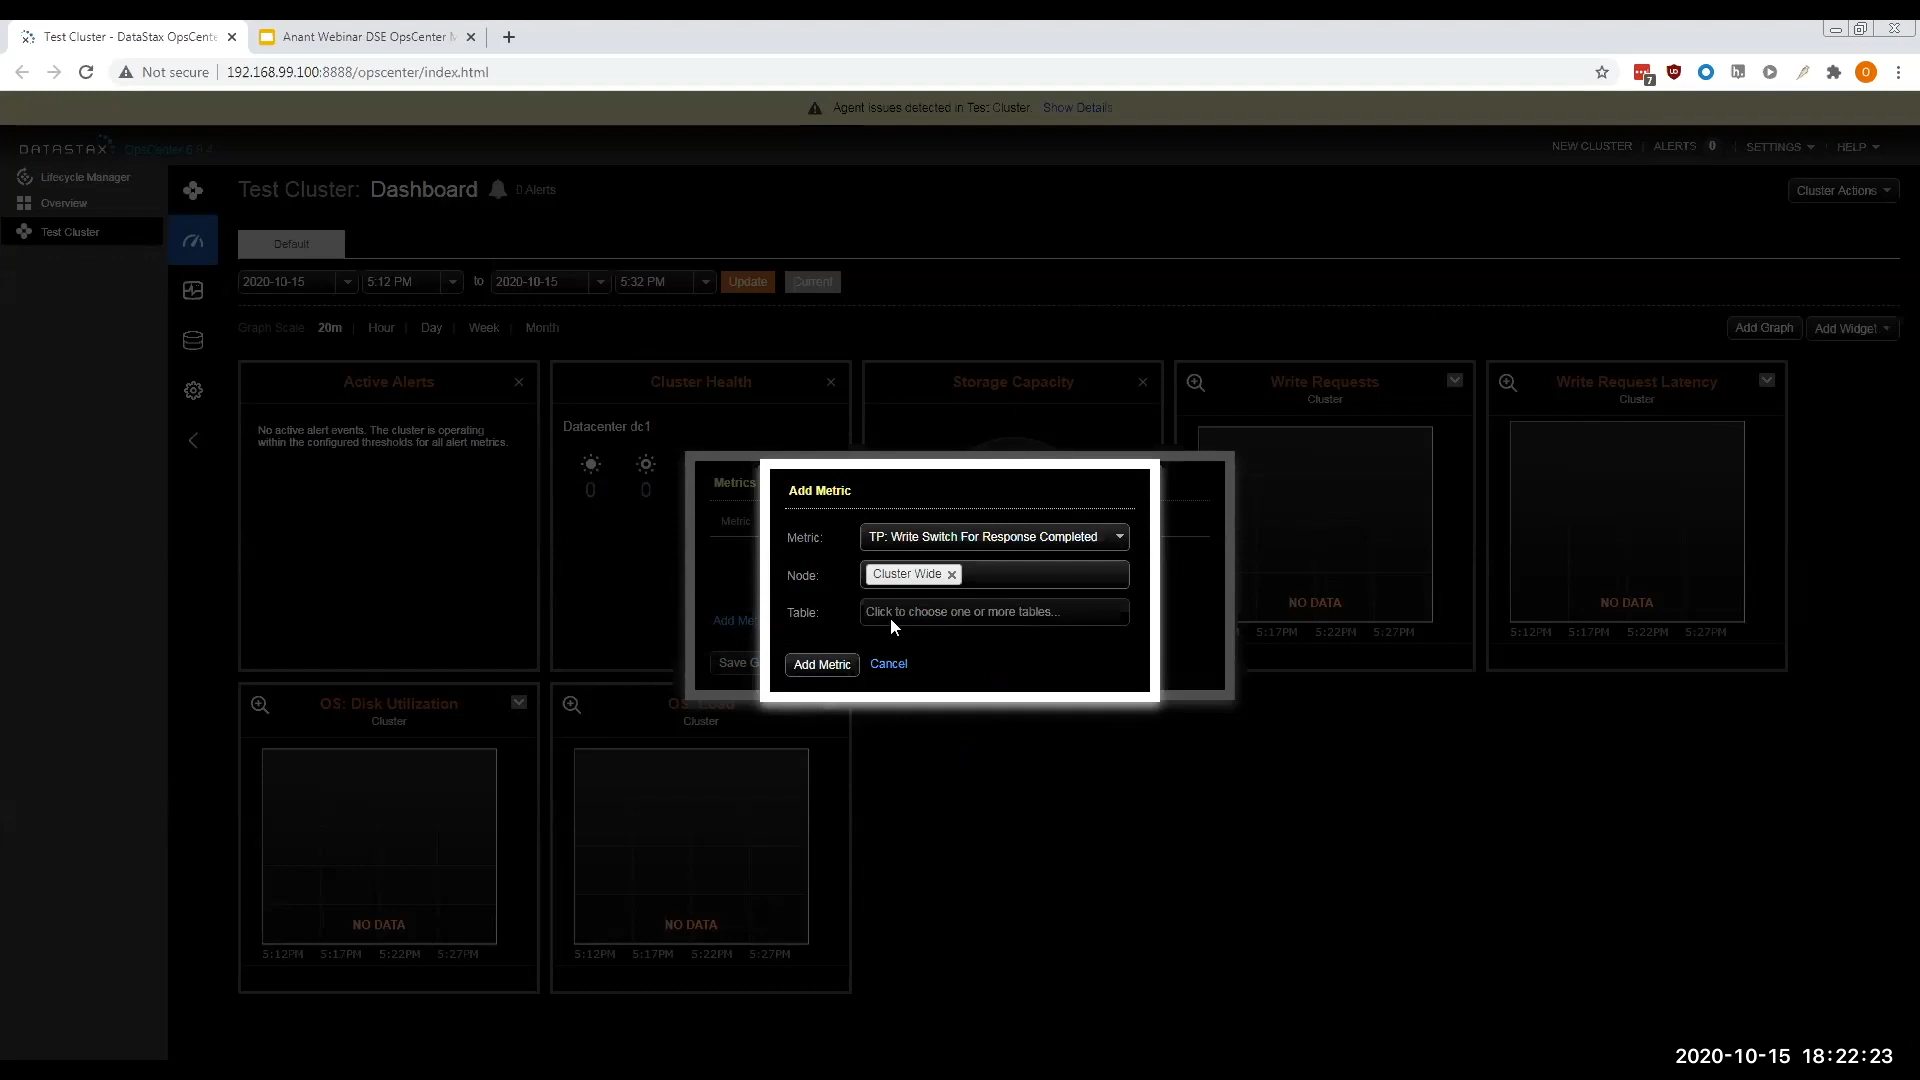 Test Cluster - DataStax OpsCente
Anant Webinar DSE OpsCenter M
Not secure
192.168.99.100:8888/opscenter/index.html
7
O
Agent issues detected in Test Cluster. Show Details
DATASTAX OpsCenter 6.8.4
NEW CLUSTER ALERTS 0 SETTINGS HELP
Lifecycle Manager
Overview
Test Cluster
Test Cluster: Dashboard 0 Alerts
Cluster Actions
Default
2020-10-15 5:12 PM to 2020-10-15 5:32 PM Update Current
Graph Scale 20m Hour Day Week Month
Add Graph Add Widget
Active Alerts
No active alert events. The cluster is operating
within the configured thresholds for all alert metrics.
Cluster Health
Datacenter dc1
0 0
Storage Capacity
Write Requests
Cluster
NO DATA
5:17PM 5:22PM 5:27PM
Write Request Latency
Cluster
NO DATA
5:12PM 5:17PM 5:22PM 5:27PM
Metrics
Metric
Add Me
Save G
Add Metric
Metric: TP: Write Switch For Response Completed
Node: Cluster Wide
Table: Click to choose one or more tables...
Add Metric Cancel
OS: Disk Utilization
Cluster
NO DATA
5:12PM 5:17PM 5:22PM 5:27PM
OS: Load
Cluster
NO DATA
5:12PM 5:17PM 5:22PM 5:27PM
2020-10-15 18:22:23